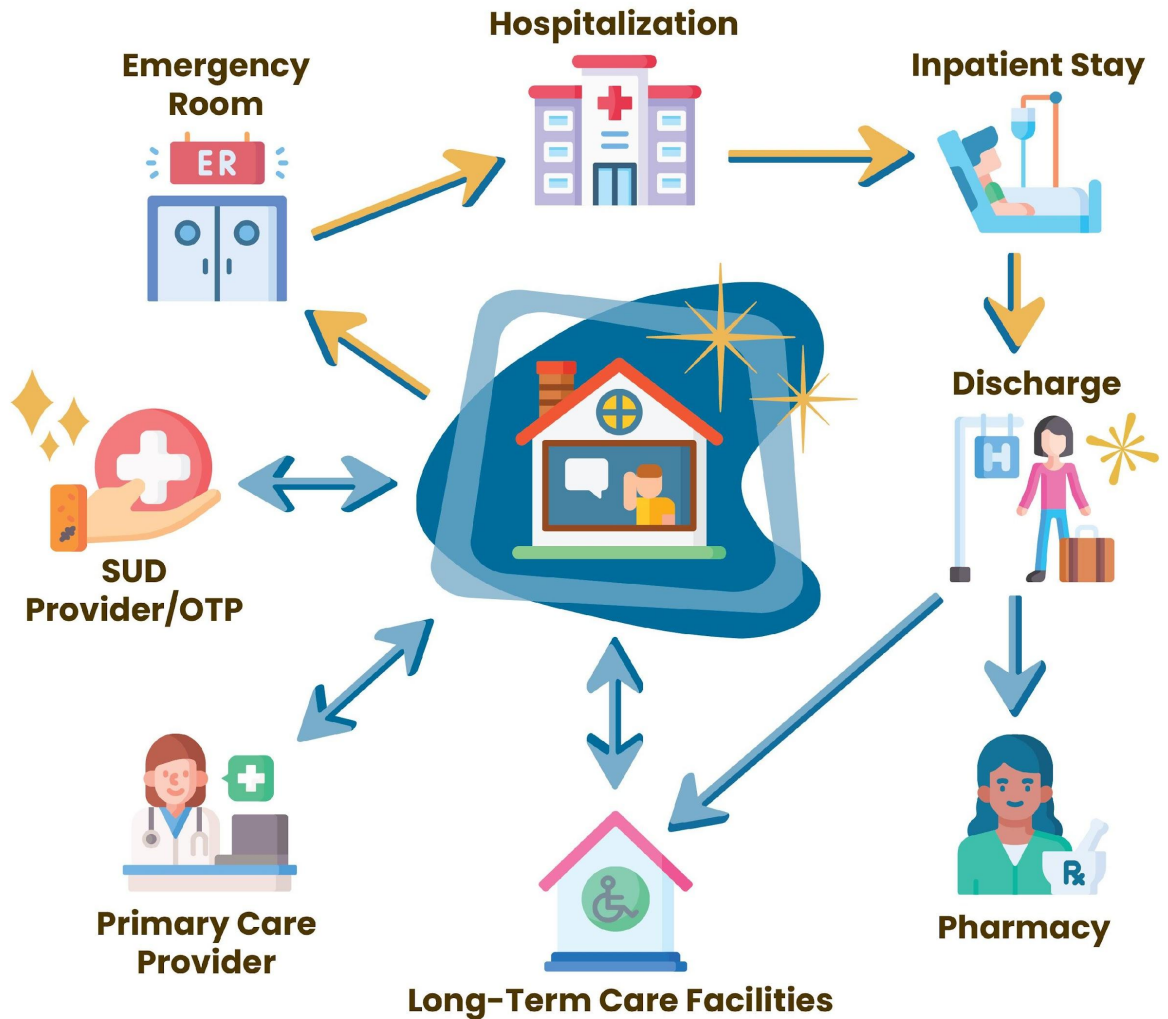 Hospitalization
Emergency
Room
ER
Inpatient Stay
Discharge
H
SUD
Provider/OTP
Primary Care
Provider
Long-Term Care Facilities
Rx
Pharmacy